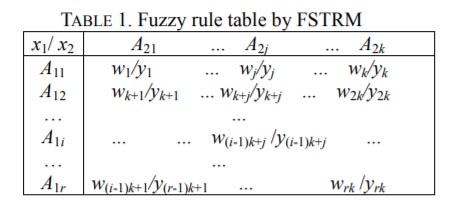 TABLE 1. Fuzzy rule table by FSTRM
x₁/ x₂ A₂₁ ... A₂ⱼ ... A₂ₖ
A₁₁ w₁/y₁ ... wⱼ/yⱼ ... wₖ/yₖ
A₁₂ wₖ₊₁/yₖ₊₁ ... wₖ₊ⱼ/yₖ₊ⱼ ... w₂ₖ/y₂ₖ
... ...
A₁ᵢ ... ... w₍ᵢ₋₁₎ₖ₊ⱼ /y₍ᵢ₋₁₎ₖ₊ⱼ ...
... ...
A₁ᵣ w₍ᵢ₋₁₎ₖ₊₁/y₍ᵣ₋₁₎ₖ₊₁ ... wᵣₖ /yᵣₖ